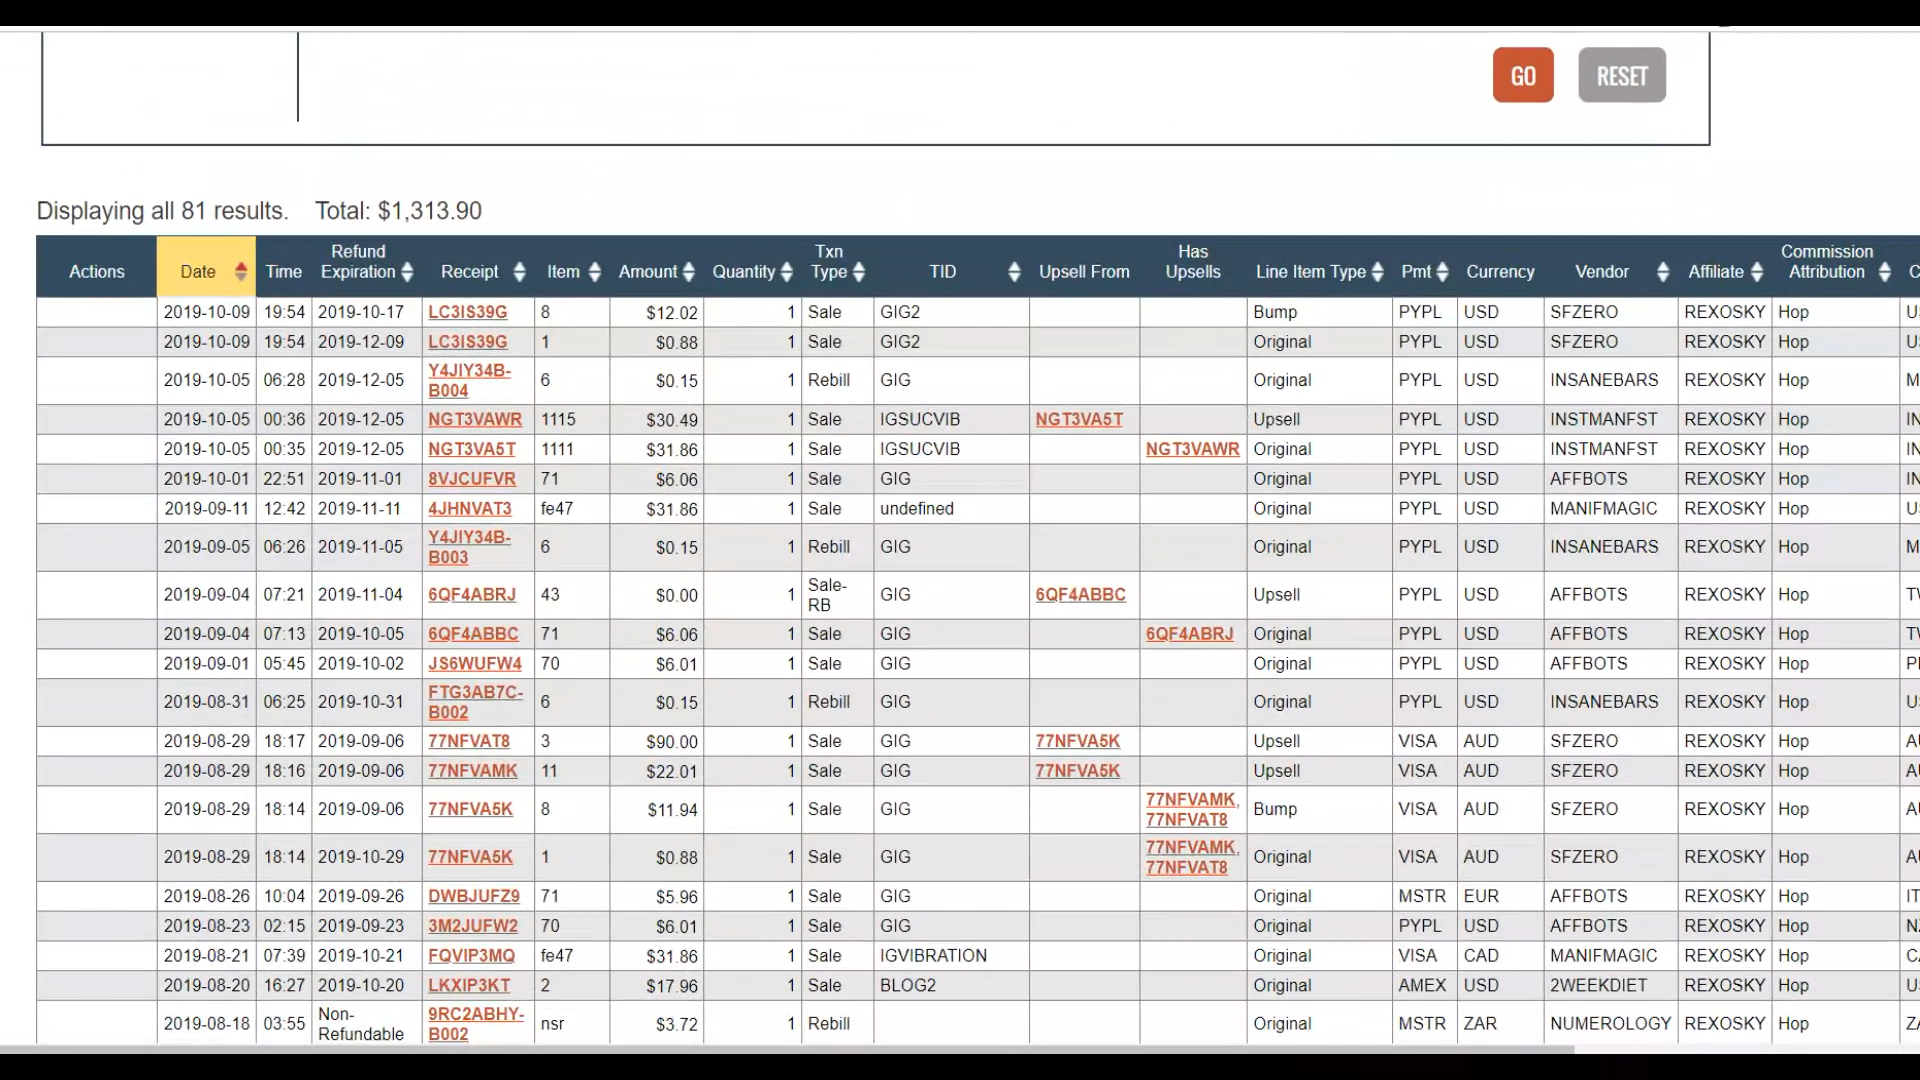 GO RESET
Displaying all 81 results. Total: $1,313.90
Actions Date Time Refund Expiration Receipt Item Amount Quantity Txn Type TID Upsell From Has Upsells Line Item Type Pmt Currency Vendor Affiliate Commission Attribution
2019-10-09 19:54 2019-10-17 LC3IS39G 8 $12.02 1 Sale GIG2 Bump PYPL USD SFZERO REXOSKY Hop
2019-10-09 19:54 2019-12-09 LC3IS39G 1 $0.88 1 Sale GIG2 Original PYPL USD SFZERO REXOSKY Hop
2019-10-05 06:28 2019-12-05 Y4JIY34B-B004 6 $0.15 1 Rebill GIG Original PYPL USD INSANEBARS REXOSKY Hop
2019-10-05 00:36 2019-12-05 NGT3VAWR 1115 $30.49 1 Sale IGSUCVIB NGT3VA5T Upsell PYPL USD INSTMANFST REXOSKY Hop
2019-10-05 00:35 2019-12-05 NGT3VA5T 1111 $31.86 1 Sale IGSUCVIB NGT3VAWR Original PYPL USD INSTMANFST REXOSKY Hop
2019-10-01 22:51 2019-11-01 8VJCUFVR 71 $6.06 1 Sale GIG Original PYPL USD AFFBOTS REXOSKY Hop
2019-09-11 12:42 2019-11-11 4JHNVAT3 fe47 $31.86 1 Sale undefined Original PYPL USD MANIFMAGIC REXOSKY Hop
2019-09-05 06:26 2019-11-05 Y4JIY34B-B003 6 $0.15 1 Rebill GIG Original PYPL USD INSANEBARS REXOSKY Hop
2019-09-04 07:21 2019-11-04 6QF4ABRJ 43 $0.00 1 Sale-RB GIG 6QF4ABBC Upsell PYPL USD AFFBOTS REXOSKY Hop
2019-09-04 07:13 2019-10-05 6QF4ABBC 71 $6.06 1 Sale GIG 6QF4ABRJ Original PYPL USD AFFBOTS REXOSKY Hop
2019-09-01 05:45 2019-10-02 JS6WUFW4 70 $6.01 1 Sale GIG Original PYPL USD AFFBOTS REXOSKY Hop
2019-08-31 06:25 2019-10-31 FTG3AB7C-B002 6 $0.15 1 Rebill GIG Original PYPL USD INSANEBARS REXOSKY Hop
2019-08-29 18:17 2019-09-06 77NFVAT8 3 $90.00 1 Sale GIG 77NFVA5K Upsell VISA AUD SFZERO REXOSKY Hop
2019-08-29 18:16 2019-09-06 77NFVAMK 11 $22.01 1 Sale GIG 77NFVA5K Upsell VISA AUD SFZERO REXOSKY Hop
2019-08-29 18:14 2019-09-06 77NFVA5K 8 $11.94 1 Sale GIG 77NFVAMK, 77NFVAT8 Bump VISA AUD SFZERO REXOSKY Hop
2019-08-29 18:14 2019-10-29 77NFVA5K 1 $0.88 1 Sale GIG 77NFVAMK, 77NFVAT8 Original VISA AUD SFZERO REXOSKY Hop
2019-08-26 10:04 2019-09-26 DWBJUFZ9 71 $5.96 1 Sale GIG Original MSTR EUR AFFBOTS REXOSKY Hop
2019-08-23 02:15 2019-09-23 3M2JUFW2 70 $6.01 1 Sale GIG Original PYPL USD AFFBOTS REXOSKY Hop
2019-08-21 07:39 2019-10-21 FQVIP3MQ fe47 $31.86 1 Sale IGVIBRATION Original VISA CAD MANIFMAGIC REXOSKY Hop
2019-08-20 16:27 2019-10-20 LKXIP3KT 2 $17.96 1 Sale BLOG2 Original AMEX USD 2WEEKDIET REXOSKY Hop
2019-08-18 03:55 Non-Refundable 9RC2ABHY-B002 nsr $3.72 1 Rebill Original MSTR ZAR NUMEROLOGY REXOSKY Hop